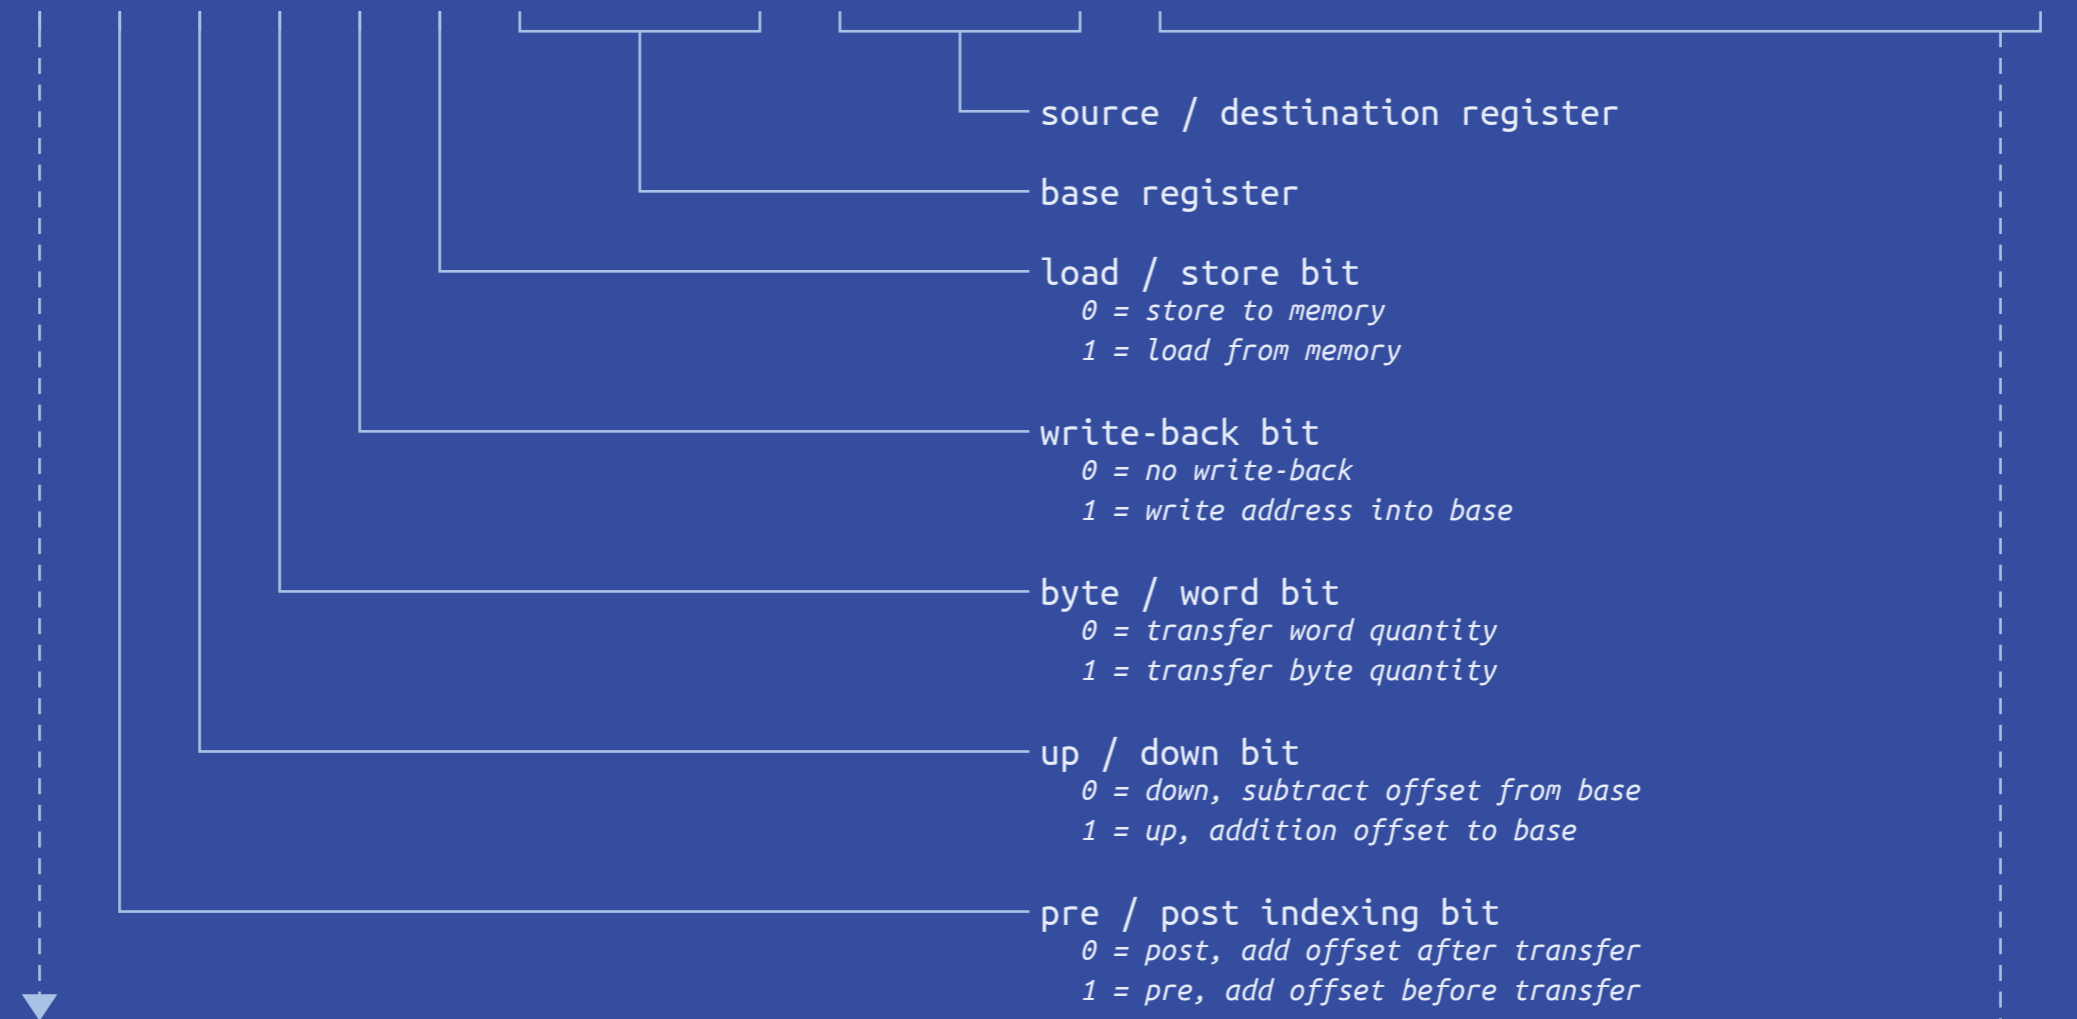 source / destination register
base register
load / store bit
0 = store to memory
1 = load from memory
write-back bit
0 = no write-back
1 = write address into base
byte / word bit
0 = transfer word quantity
1 = transfer byte quantity
up / down bit
0 = down, subtract offset from base
1 = up, addition offset to base
pre / post indexing bit
0 = post, add offset after transfer
1 = pre, add offset before transfer